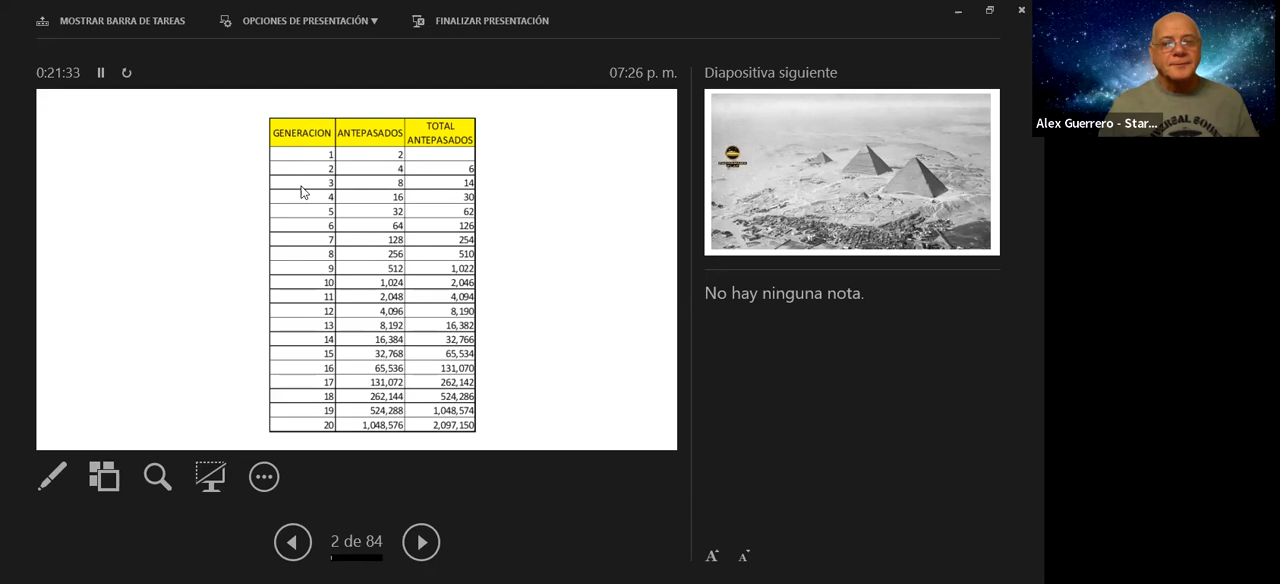 MOSTRAR BARRA DE TAREAS OPCIONES DE PRESENTACIÓN ▼ FINALIZAR PRESENTACIÓN
0:21:33 07:26 p. m. Diapositiva siguiente
GENERACION ANTEPASADOS TOTAL ANTEPASADOS
1 2
2 4 6
3 8 14
4 16 30
5 32 62
6 64 126
7 128 254
8 256 510
9 512 1,022
10 1,024 2,046
11 2,048 4,094
12 4,096 8,190
13 8,192 16,382
14 16,384 32,766
15 32,768 65,534
16 65,536 131,070
17 131,072 262,142
18 262,144 524,286
19 524,288 1,048,574
20 1,048,576 2,097,150
2 de 84
No hay ninguna nota.
A A
Alex Guerrero - Star...